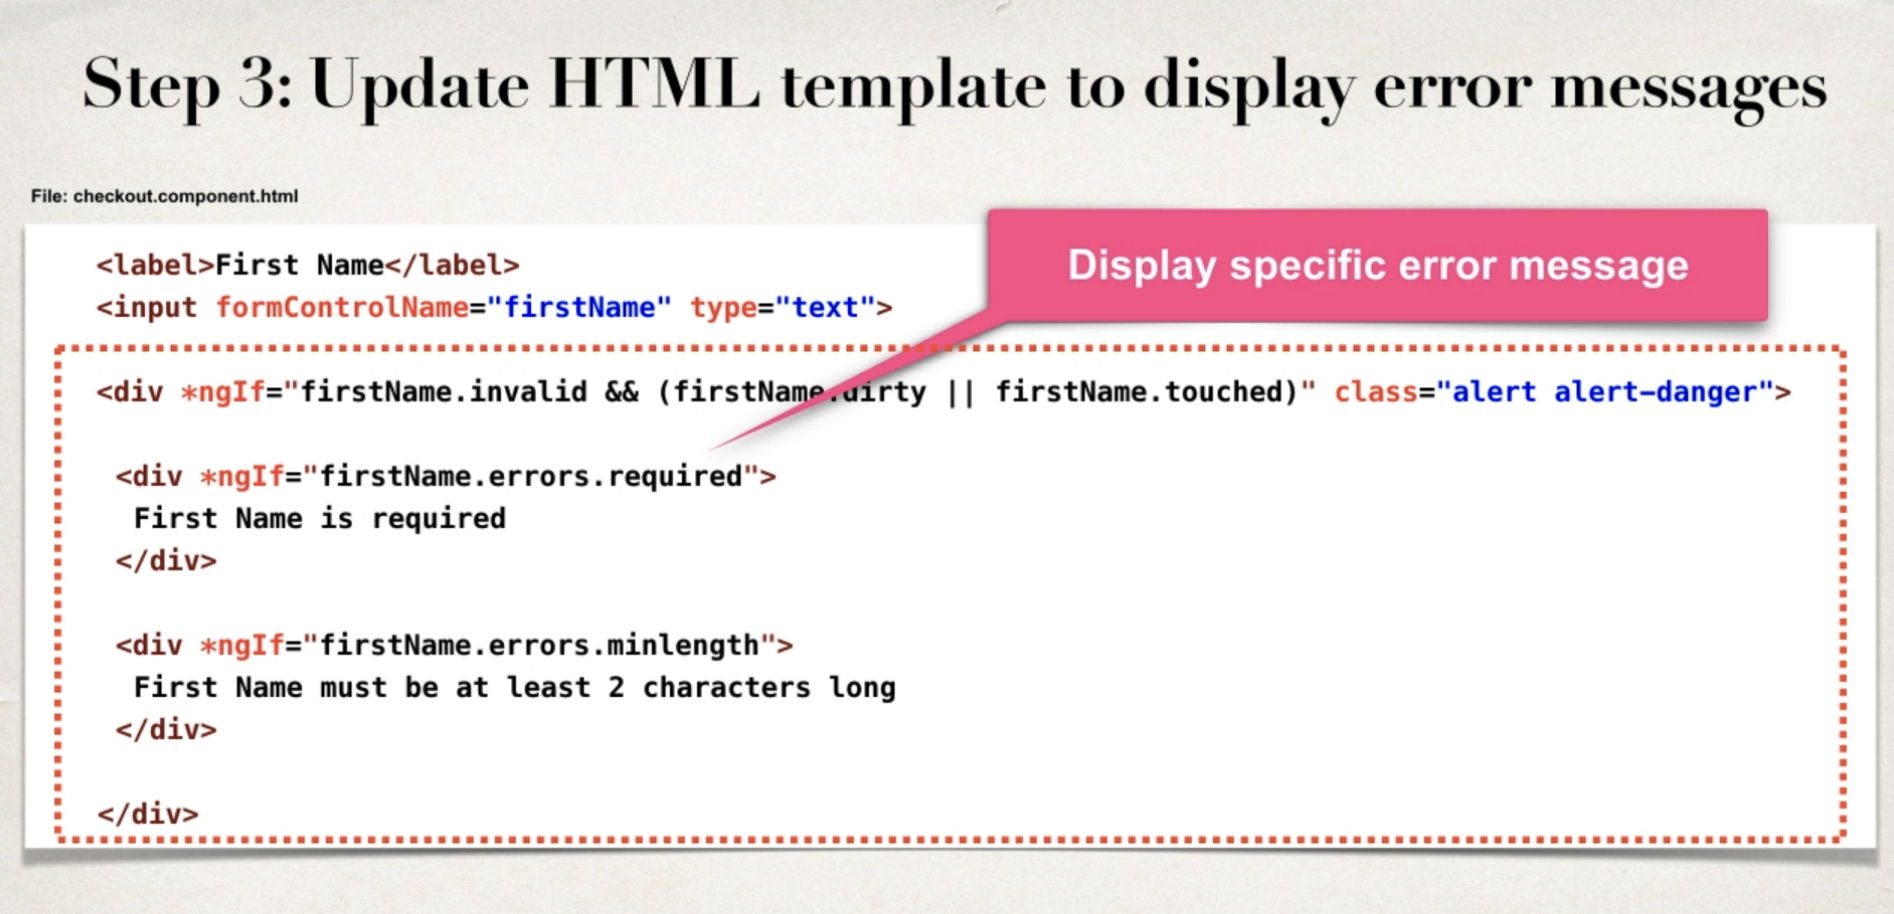 Step 3: Update HTML template to display error messages
File: checkout.component.html
Display specific error message
<label>First Name</label>
<input formControlName="firstName" type="text">
<div *ngIf="firstName.invalid && (firstName.dirty || firstName.touched)" class="alert alert-danger">
<div *ngIf="firstName.errors.required">
First Name is required
</div>
<div *ngIf="firstName.errors.minlength">
First Name must be at least 2 characters long
</div>
</div>